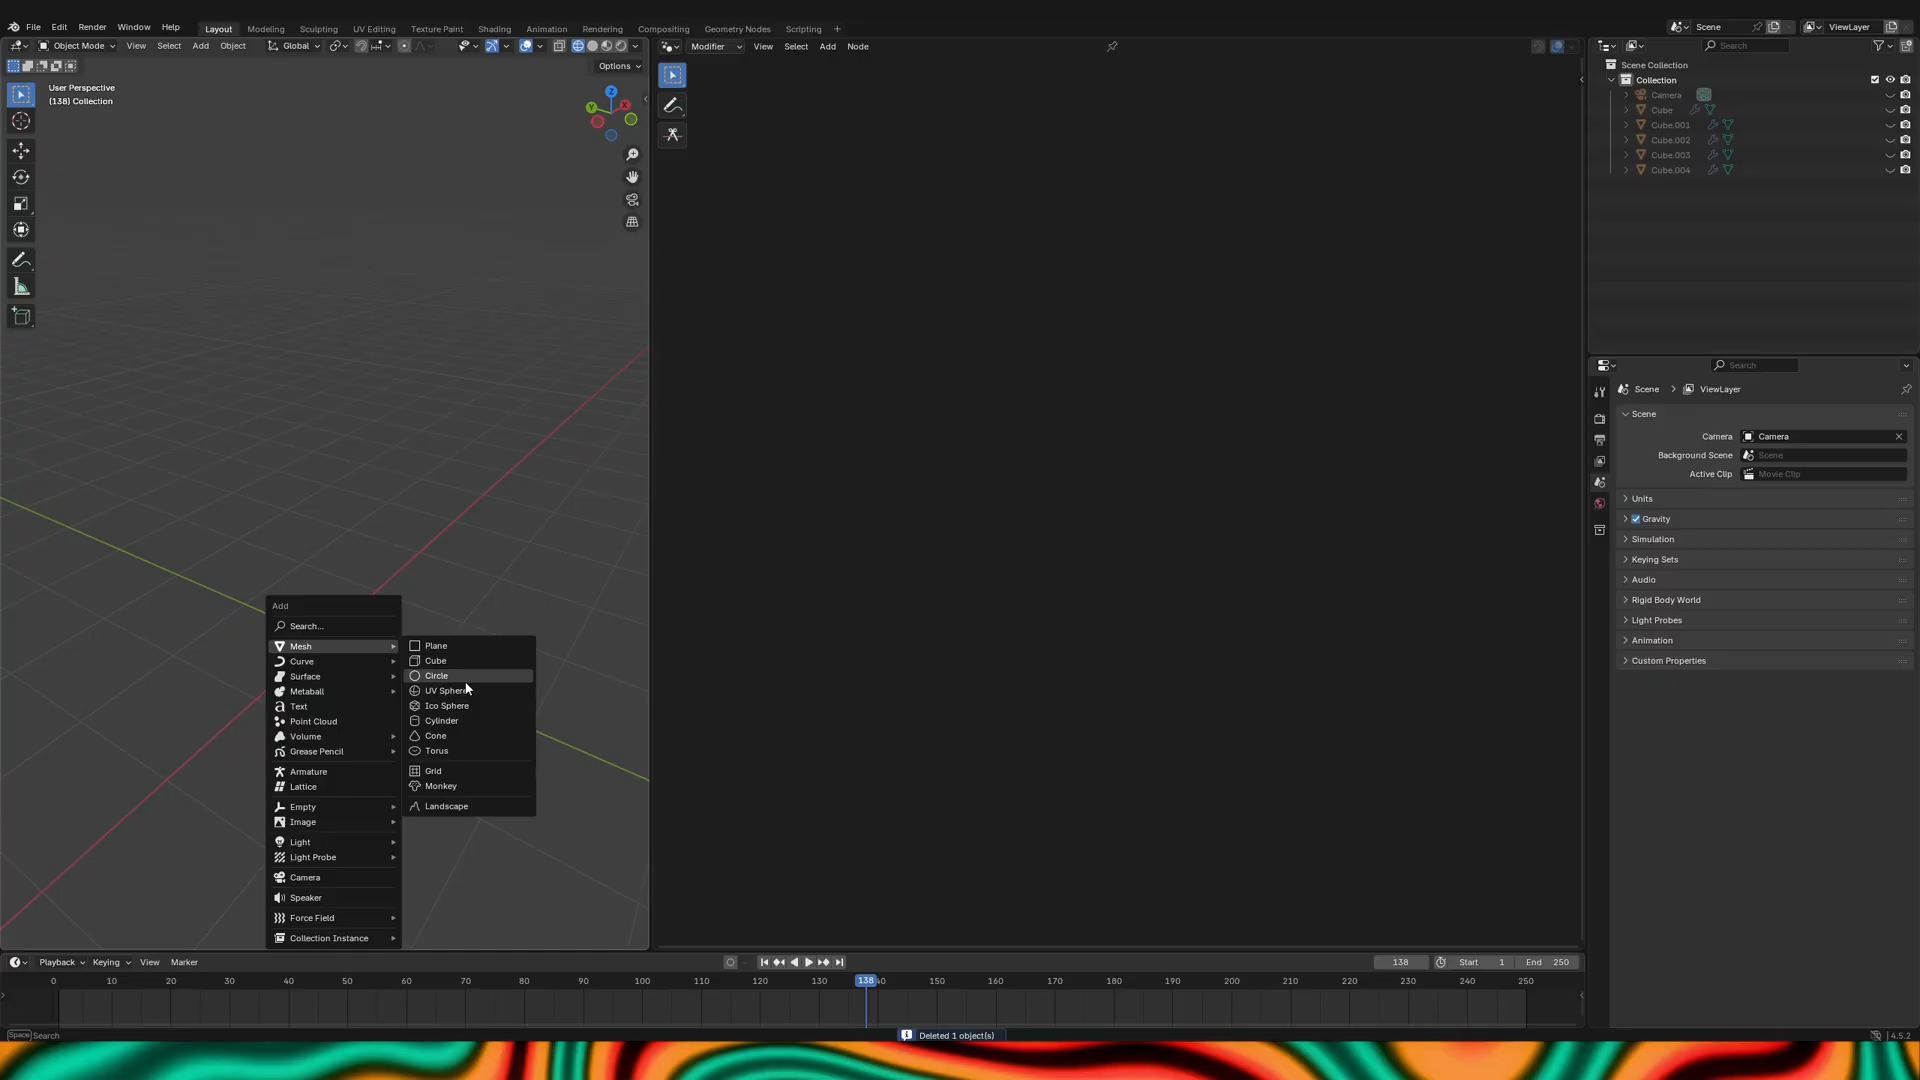 File Edit Render Window Help
Layout Modeling Sculpting UV Editing Texture Paint Shading Animation Rendering Compositing Geometry Nodes Scripting +
Scene
ViewLayer
Object Mode View Select Add Object
Global
Options
Modifier View Select Add Node
Search
User Perspective
(138) Collection
Z
Y
X
Scene Collection
Collection
Camera
Cube
Cube.001
Cube.002
Cube.003
Cube.004
Search
Scene > ViewLayer
Scene
Camera Camera
Background Scene Scene
Active Clip Movie Clip
Units
Gravity
Simulation
Keying Sets
Audio
Rigid Body World
Light Probes
Animation
Custom Properties
Add
Search...
Mesh
Curve
Surface
Metaball
Text
Point Cloud
Volume
Grease Pencil
Armature
Lattice
Empty
Image
Light
Light Probe
Camera
Speaker
Force Field
Collection Instance
Plane
Cube
Circle
UV Sphere
Ico Sphere
Cylinder
Cone
Torus
Grid
Monkey
Landscape
Playback Keying View Marker
138 Start 1 End 250
0 10 20 30 40 50 60 70 80 90 100 110 120 130 138 40 150 160 170 180 190 200 210 220 230 240 250
Space Search
Deleted 1 object(s)
4.5.2